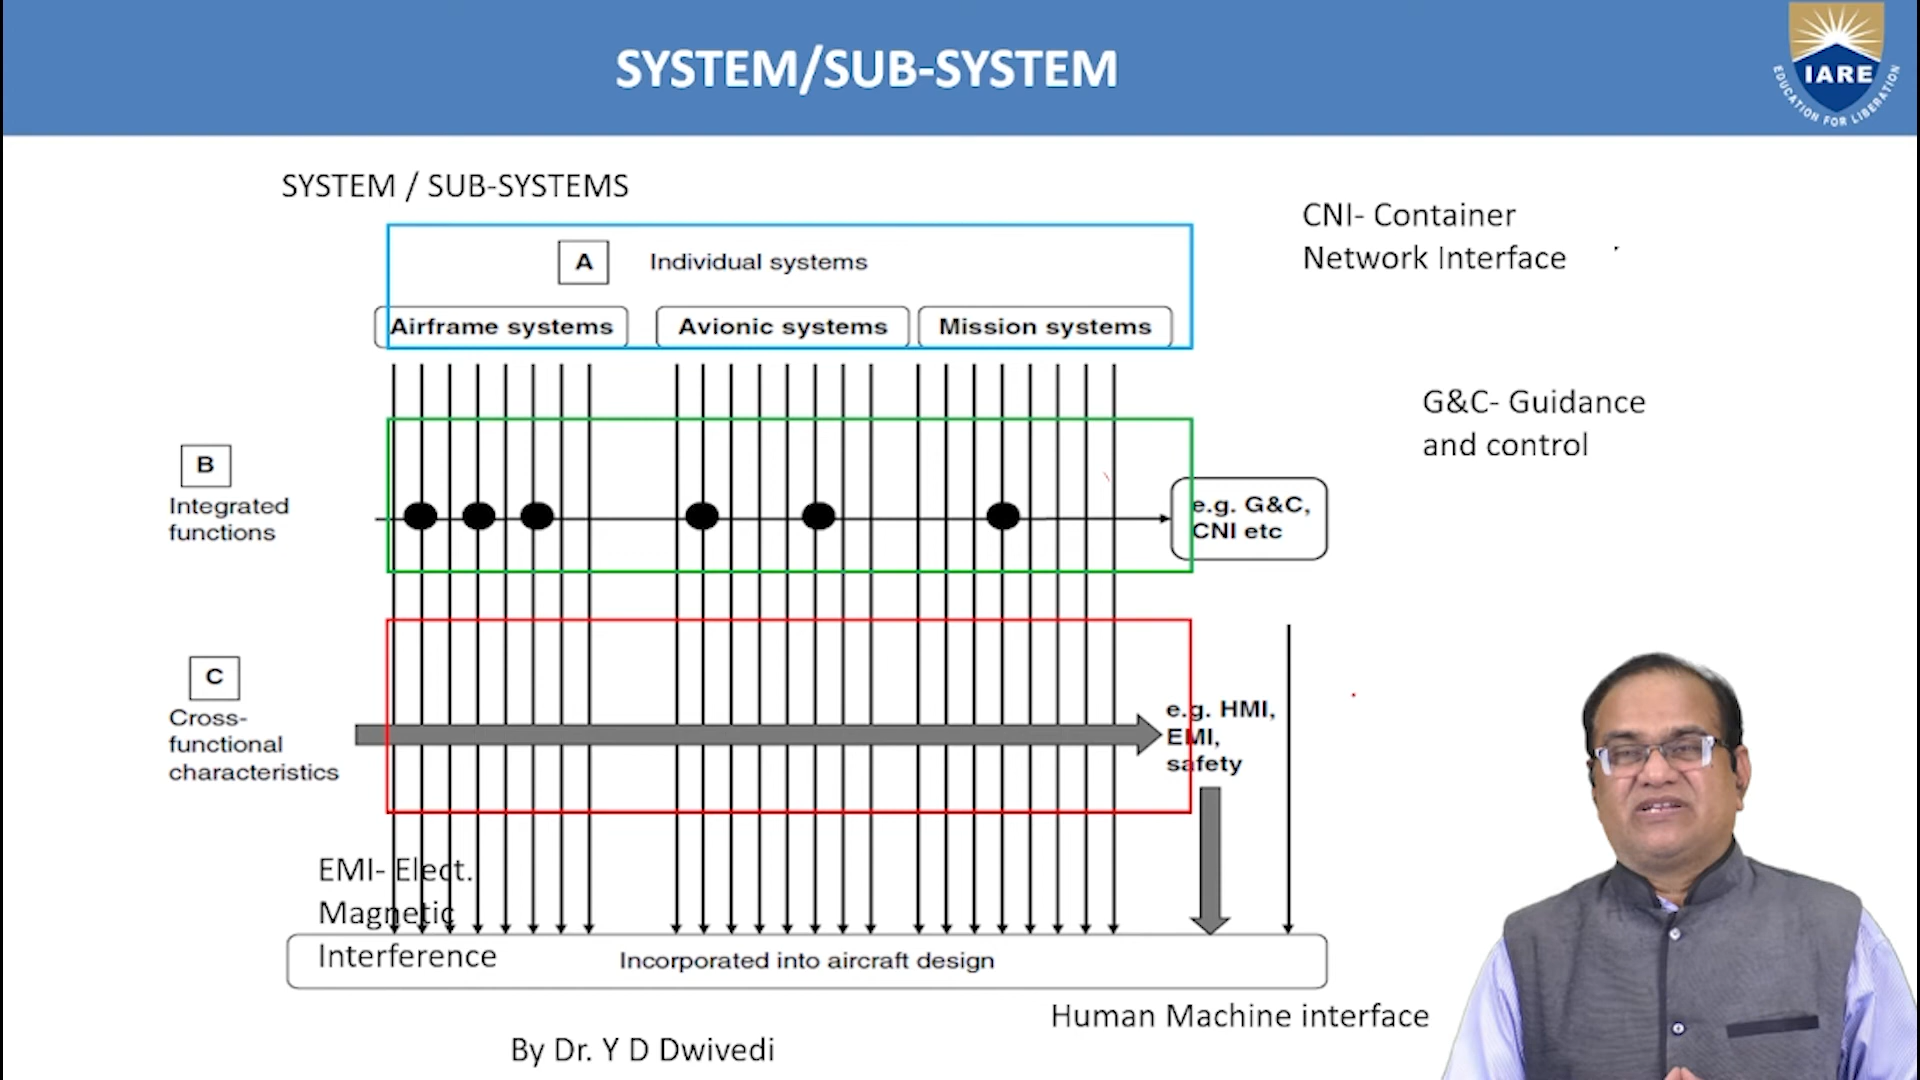 SYSTEM/SUB-SYSTEM
IARE
EDUCATION FOR LIBERATION
SYSTEM / SUB-SYSTEMS
CNI- Container
Network Interface
A
Individual systems
Airframe systems
Avionic systems
Mission systems
G&C- Guidance
and control
B
Integrated
functions
e.g. G&C,
CNI etc
C
Cross-
functional
characteristics
e.g. HMI,
EMI,
safety
EMI- Elect.
Magnetic
Interference
Incorporated into aircraft design
Human Machine interface
By Dr. Y D Dwivedi